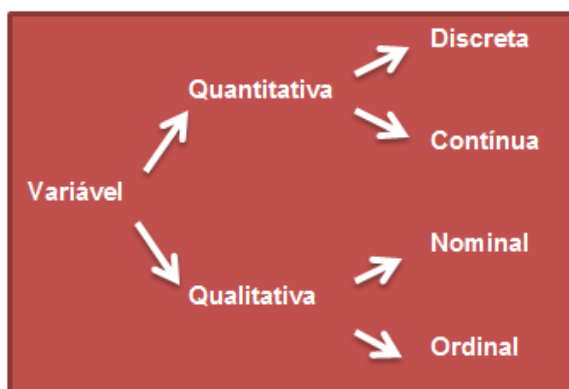 Discreta
Quantitativa
Contínua
Variável
Nominal
Qualitativa
Ordinal